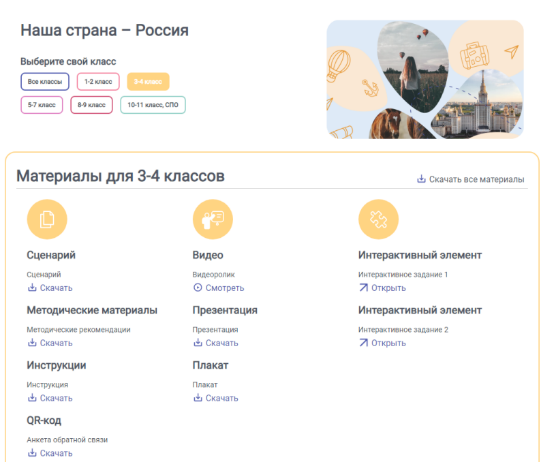 Наша страна – Россия
Выберите свой класс
Все классы
1-2 класс
3-4 класс
5-7 класс
8-9 класс
10-11 класс, СПО
Материалы для 3-4 классов
Скачать все материалы
Сценарий
Сценарий
Скачать
Методические материалы
Методические рекомендации
Скачать
Инструкции
Инструкция
Скачать
QR-код
Анкета обратной связи
Скачать
Видео
Видеоролик
Смотреть
Презентация
Презентация
Скачать
Плакат
Плакат
Скачать
Интерактивный элемент
Интерактивное задание 1
Открыть
Интерактивный элемент
Интерактивное задание 2
Открыть